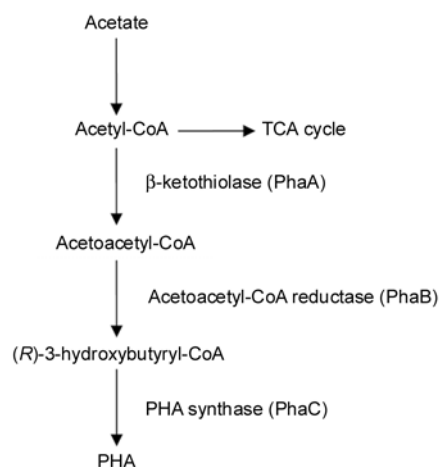 Acetate
Acetyl-CoA TCA cycle
β-ketothiolase (PhaA)
Acetoacetyl-CoA
Acetoacetyl-CoA reductase (PhaB)
(R)-3-hydroxybutyryl-CoA
PHA synthase (PhaC)
PHA